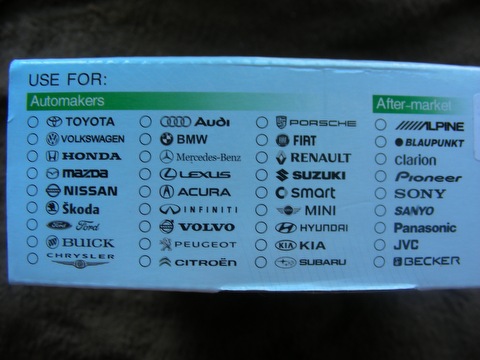 USE FOR:
Automakers
After-market
TOYOTA
Audi
PORSCHE
ALPINE
VOLKSWAGEN
BMW
FIAT
BLAUPUNKT
HONDA
Mercedes-Benz
RENAULT
clarion
mazda
LEXUS
SUZUKI
Pioneer
NISSAN
ACURA
smart
SONY
Škoda
INFINITI
MINI
SANYO
Ford Ford
VOLVO
HYUNDAI
Panasonic
BUICK
PEUGEOT
KIA KIA
JVC
CHRYSLER
CITROËN
SUBARU
BECKER